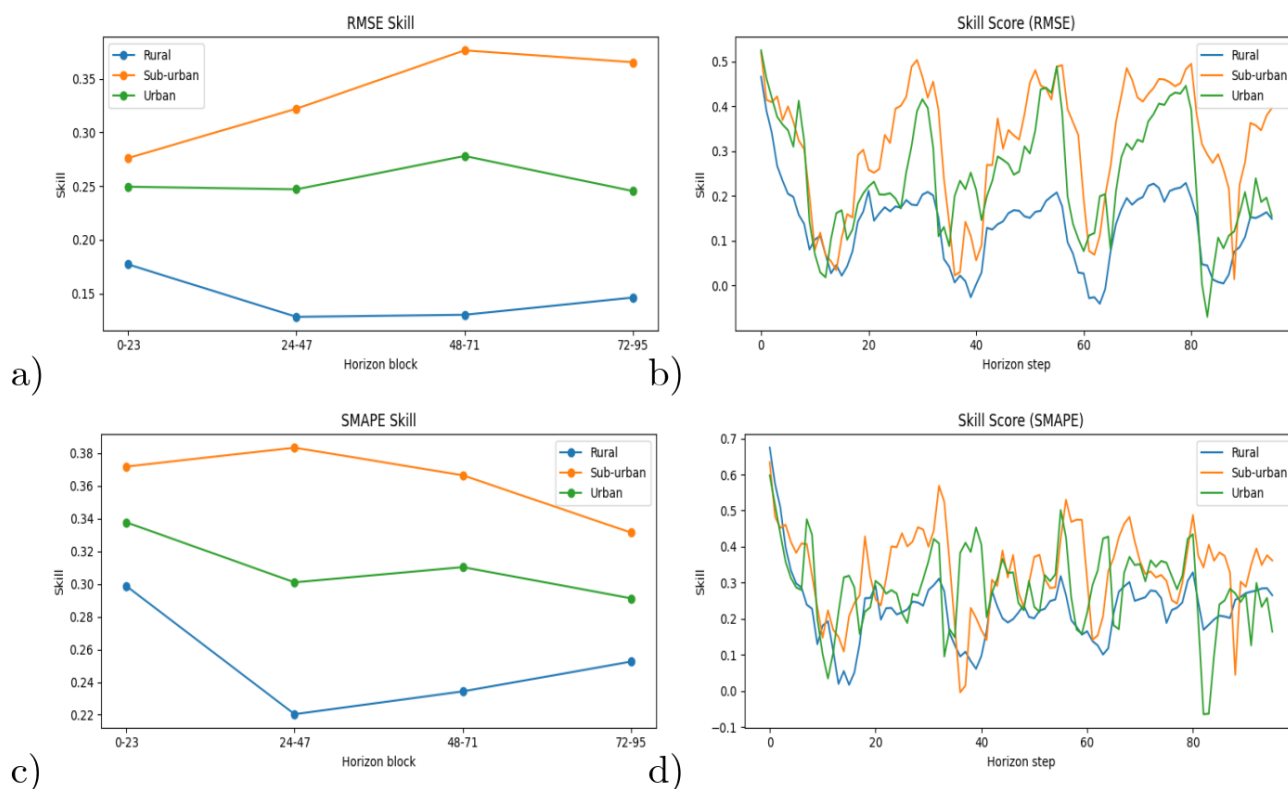 RMSE Skill
Rural
Sub-urban
Urban
0.35
0.30
0.25
0.20
0.15
Skill
0-23
24-47
48-71
72-95
Horizon block
a)
Skill Score (RMSE)
Rural
Sub-urban
Urban
0.5
0.4
0.3
0.2
0.1
0.0
Skill
0
20
40
60
80
Horizon step
b)
SMAPE Skill
Rural
Sub-urban
Urban
0.38
0.36
0.34
0.32
0.30
0.28
0.26
0.24
0.22
Skill
0-23
24-47
48-71
72-95
Horizon block
c)
Skill Score (SMAPE)
Rural
Sub-urban
Urban
0.7
0.6
0.5
0.4
0.3
0.2
0.1
0.0
−0.1
Skill
0
20
40
60
80
Horizon step
d)